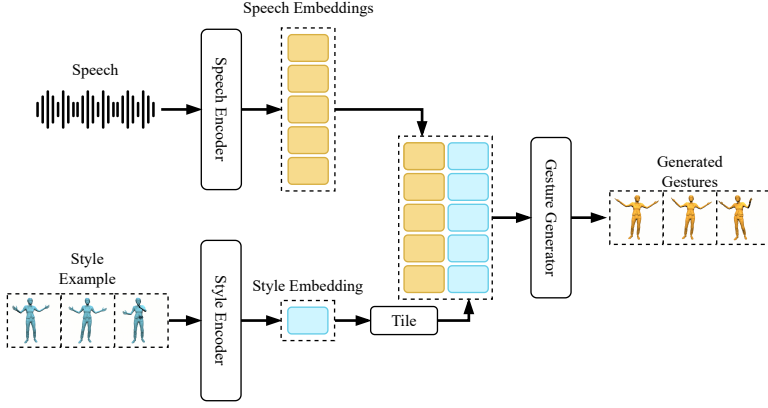 Speech Embeddings
Speech
Speech Encoder
Gesture Generator
Generated
Gestures
Style
Example
Style Encoder
Style Embedding
Tile